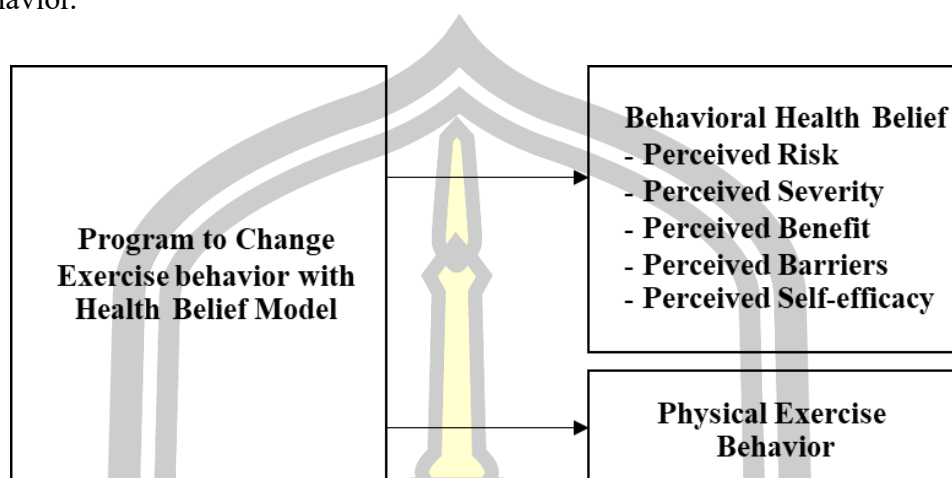 Program to Change
Exercise behavior with
Health Belief Model
Behavioral Health Belief
- Perceived Risk
- Perceived Severity
- Perceived Benefit
- Perceived Barriers
- Perceived Self-efficacy
Physical Exercise
Behavior